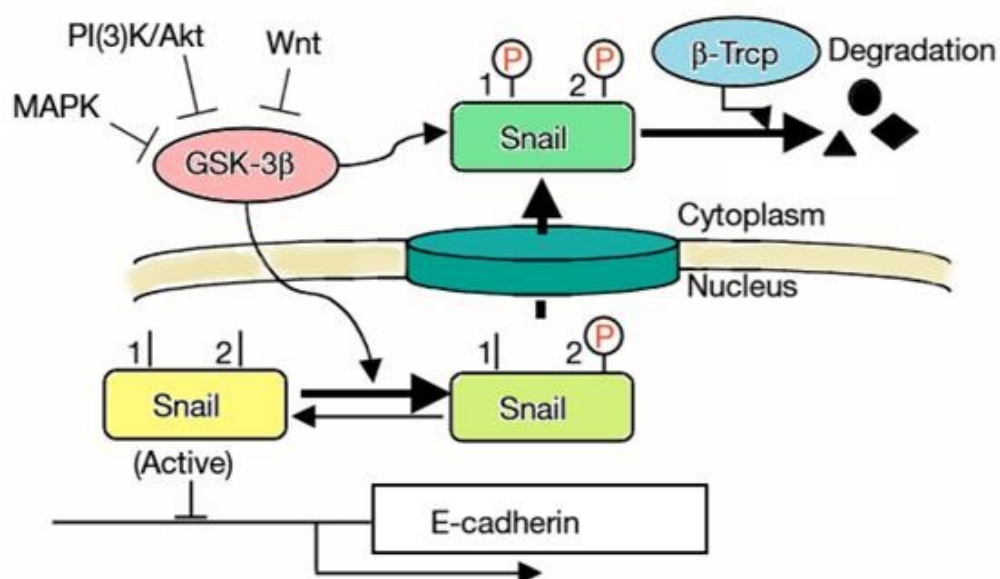 PI(3)K/Akt
Wnt
MAPK
GSK-3β
1 P 2 P
Snail
β-Trcp
Degradation
Cytoplasm
Nucleus
1 2
Snail
(Active)
1 2 P
Snail
E-cadherin